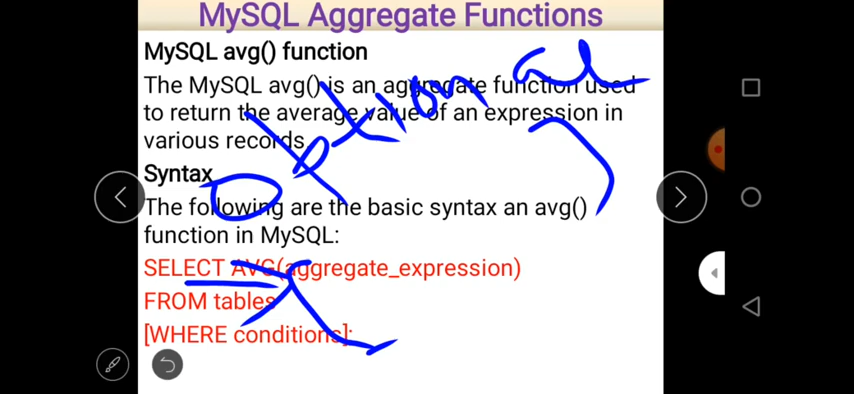 MySQL Aggregate Functions
MySQL avg() function
The MySQL avg() is an aggregate function used
to return the average value of an expression in
various records.
Syntax
The following are the basic syntax an avg()
function in MySQL:
SELECT AVG(aggregate_expression)
FROM tables
[WHERE conditions];
Optional